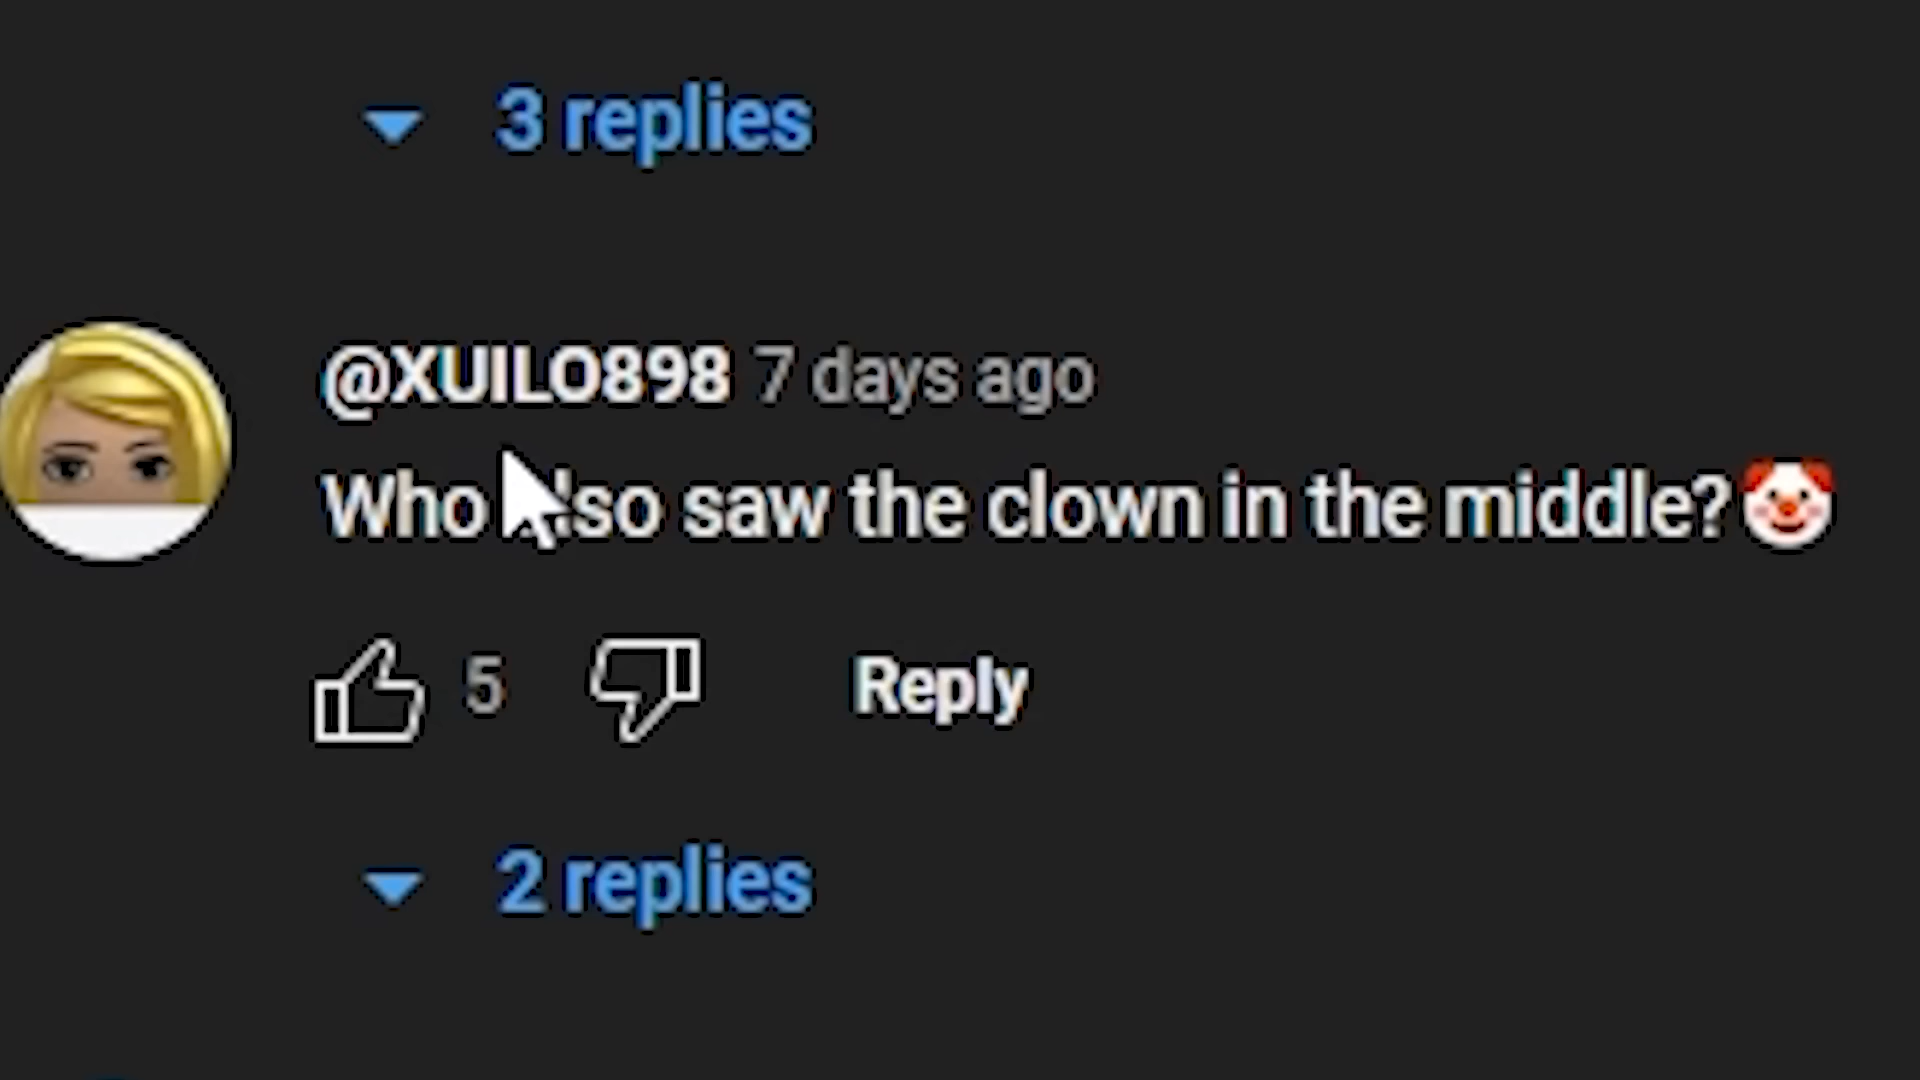 3 replies
@XUILO898 7 days ago
Who also saw the clown in the middle?🤡
5 Reply
2 replies